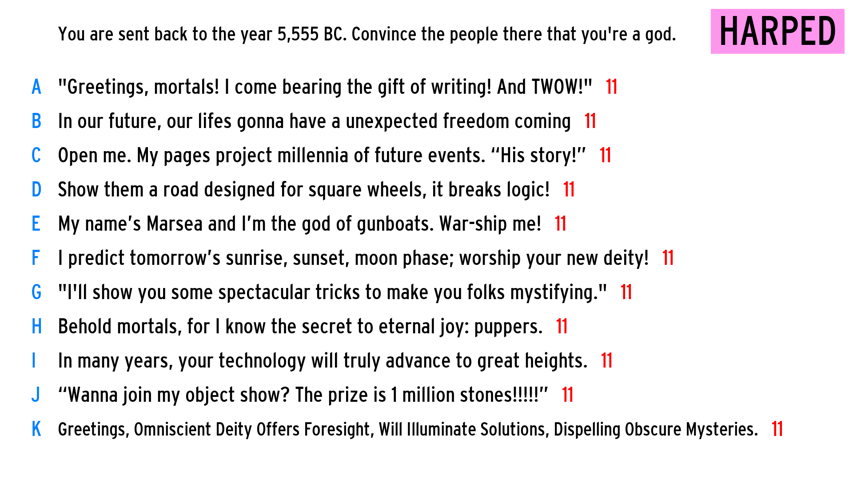 You are sent back to the year 5,555 BC. Convince the people there that you're a god.
HARPED
A "Greetings, mortals! I come bearing the gift of writing! And TWOW!" 11
B In our future, our lifes gonna have a unexpected freedom coming 11
C Open me. My pages project millennia of future events. “His story!” 11
D Show them a road designed for square wheels, it breaks logic! 11
E My name’s Marsea and I’m the god of gunboats. War-ship me! 11
F I predict tomorrow’s sunrise, sunset, moon phase; worship your new deity! 11
G "I'll show you some spectacular tricks to make you folks mystifying." 11
H Behold mortals, for I know the secret to eternal joy: puppers. 11
I In many years, your technology will truly advance to great heights. 11
J “Wanna join my object show? The prize is 1 million stones!!!!!” 11
K Greetings, Omniscient Deity Offers Foresight, Will Illuminate Solutions, Dispelling Obscure Mysteries. 11